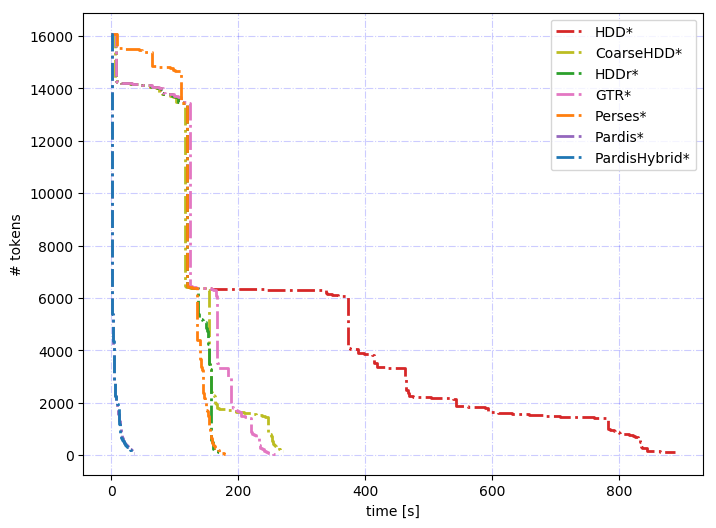 HDD*
CoarseHDD*
HDDr*
GTR*
Perses*
Pardis*
PardisHybrid*
16000
14000
12000
10000
8000
6000
4000
2000
0
# tokens
0 200 400 600 800
time [s]